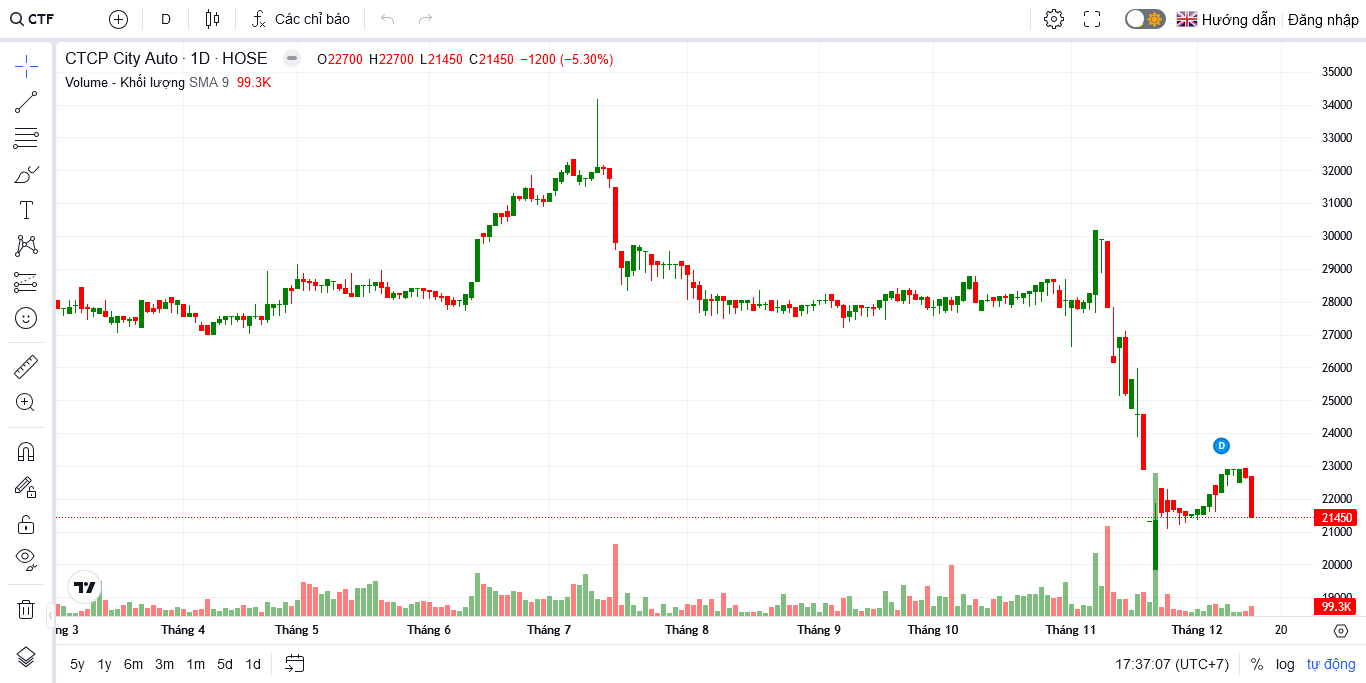 CTF D Các chỉ báo Hướng dẫn Đăng nhập
CTCP City Auto · 1D · HOSE O22700 H22700 L21450 C21450 −1200 (−5.30%)
Volume - Khối lượng SMA 9 99.3K
35000
34000
33000
32000
31000
30000
29000
28000
27000
26000
25000
24000
D
23000
22000
21450
21000
20000
19000
99.3K
ng 3 Tháng 4 Tháng 5 Tháng 6 Tháng 7 Tháng 8 Tháng 9 Tháng 10 Tháng 11 Tháng 12 20
5y 1y 6m 3m 1m 5d 1d 17:37:07 (UTC+7) % log tự động